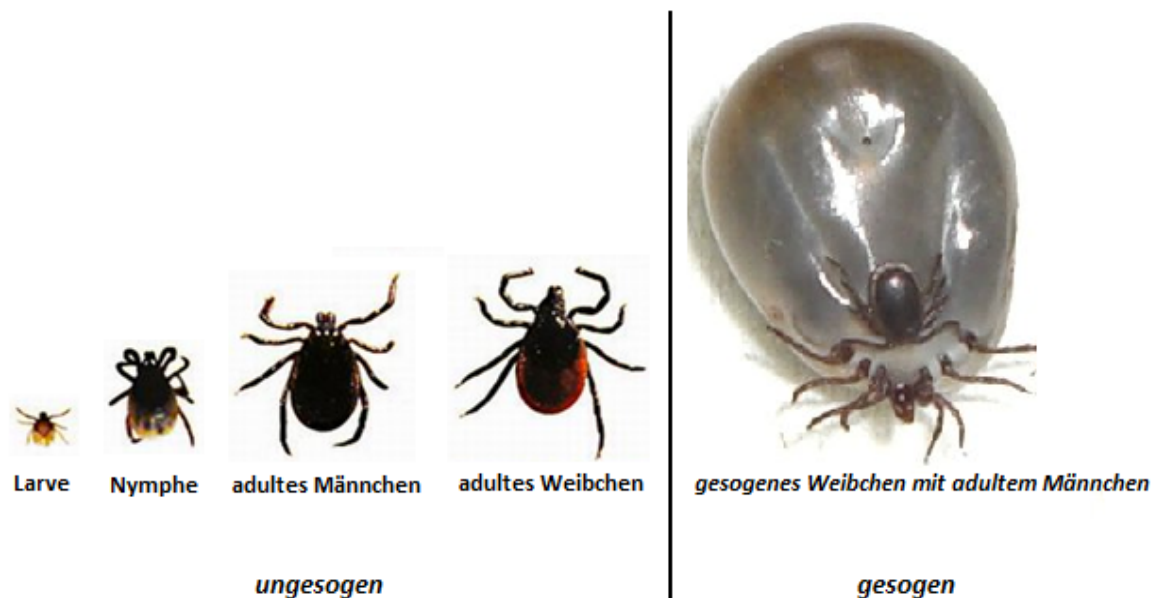 Larve
Nymphe
adultes Männchen
adultes Weibchen
gesogenes Weibchen mit adultem Männchen
ungesogen
gesogen